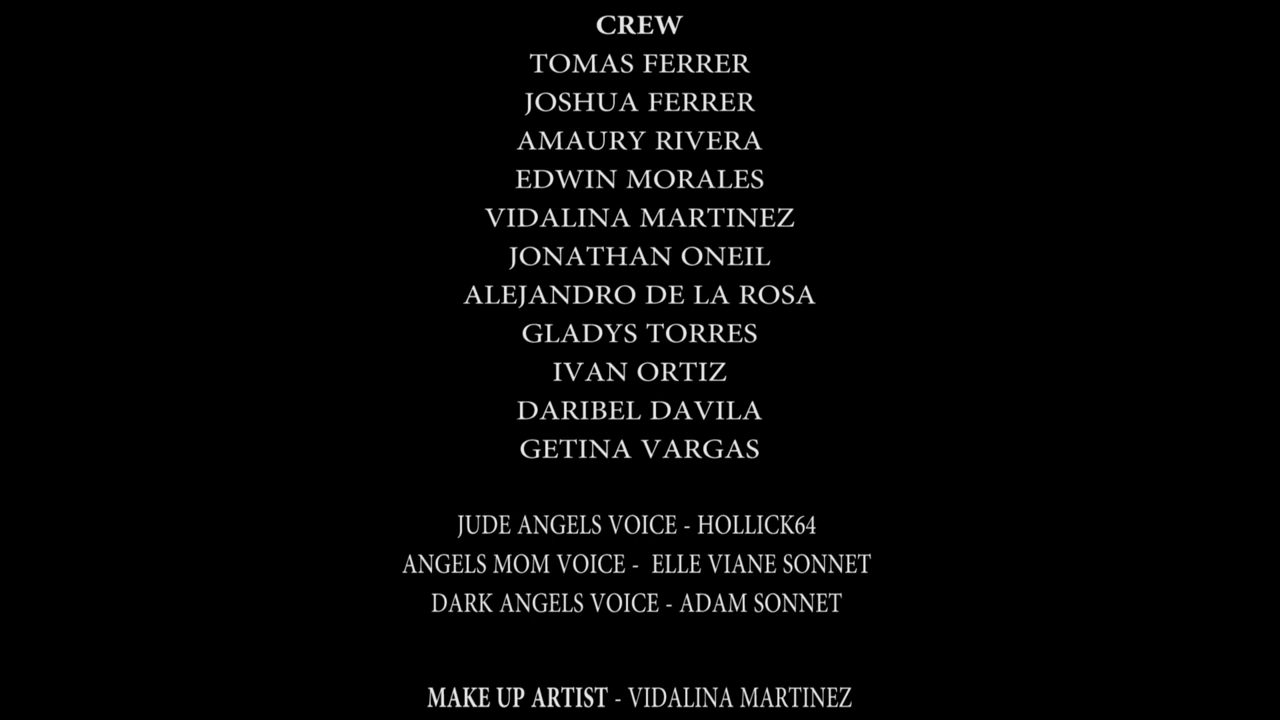 CREW
TOMAS FERRER
JOSHUA FERRER
AMAURY RIVERA
EDWIN MORALES
VIDALINA MARTINEZ
JONATHAN ONEIL
ALEJANDRO DE LA ROSA
GLADYS TORRES
IVAN ORTIZ
DARIBEL DAVILA
GETINA VARGAS
JUDE ANGELS VOICE - HOLLICK64
ANGELS MOM VOICE - ELLE VIANE SONNET
DARK ANGELS VOICE - ADAM SONNET
MAKE UP ARTIST - VIDALINA MARTINEZ